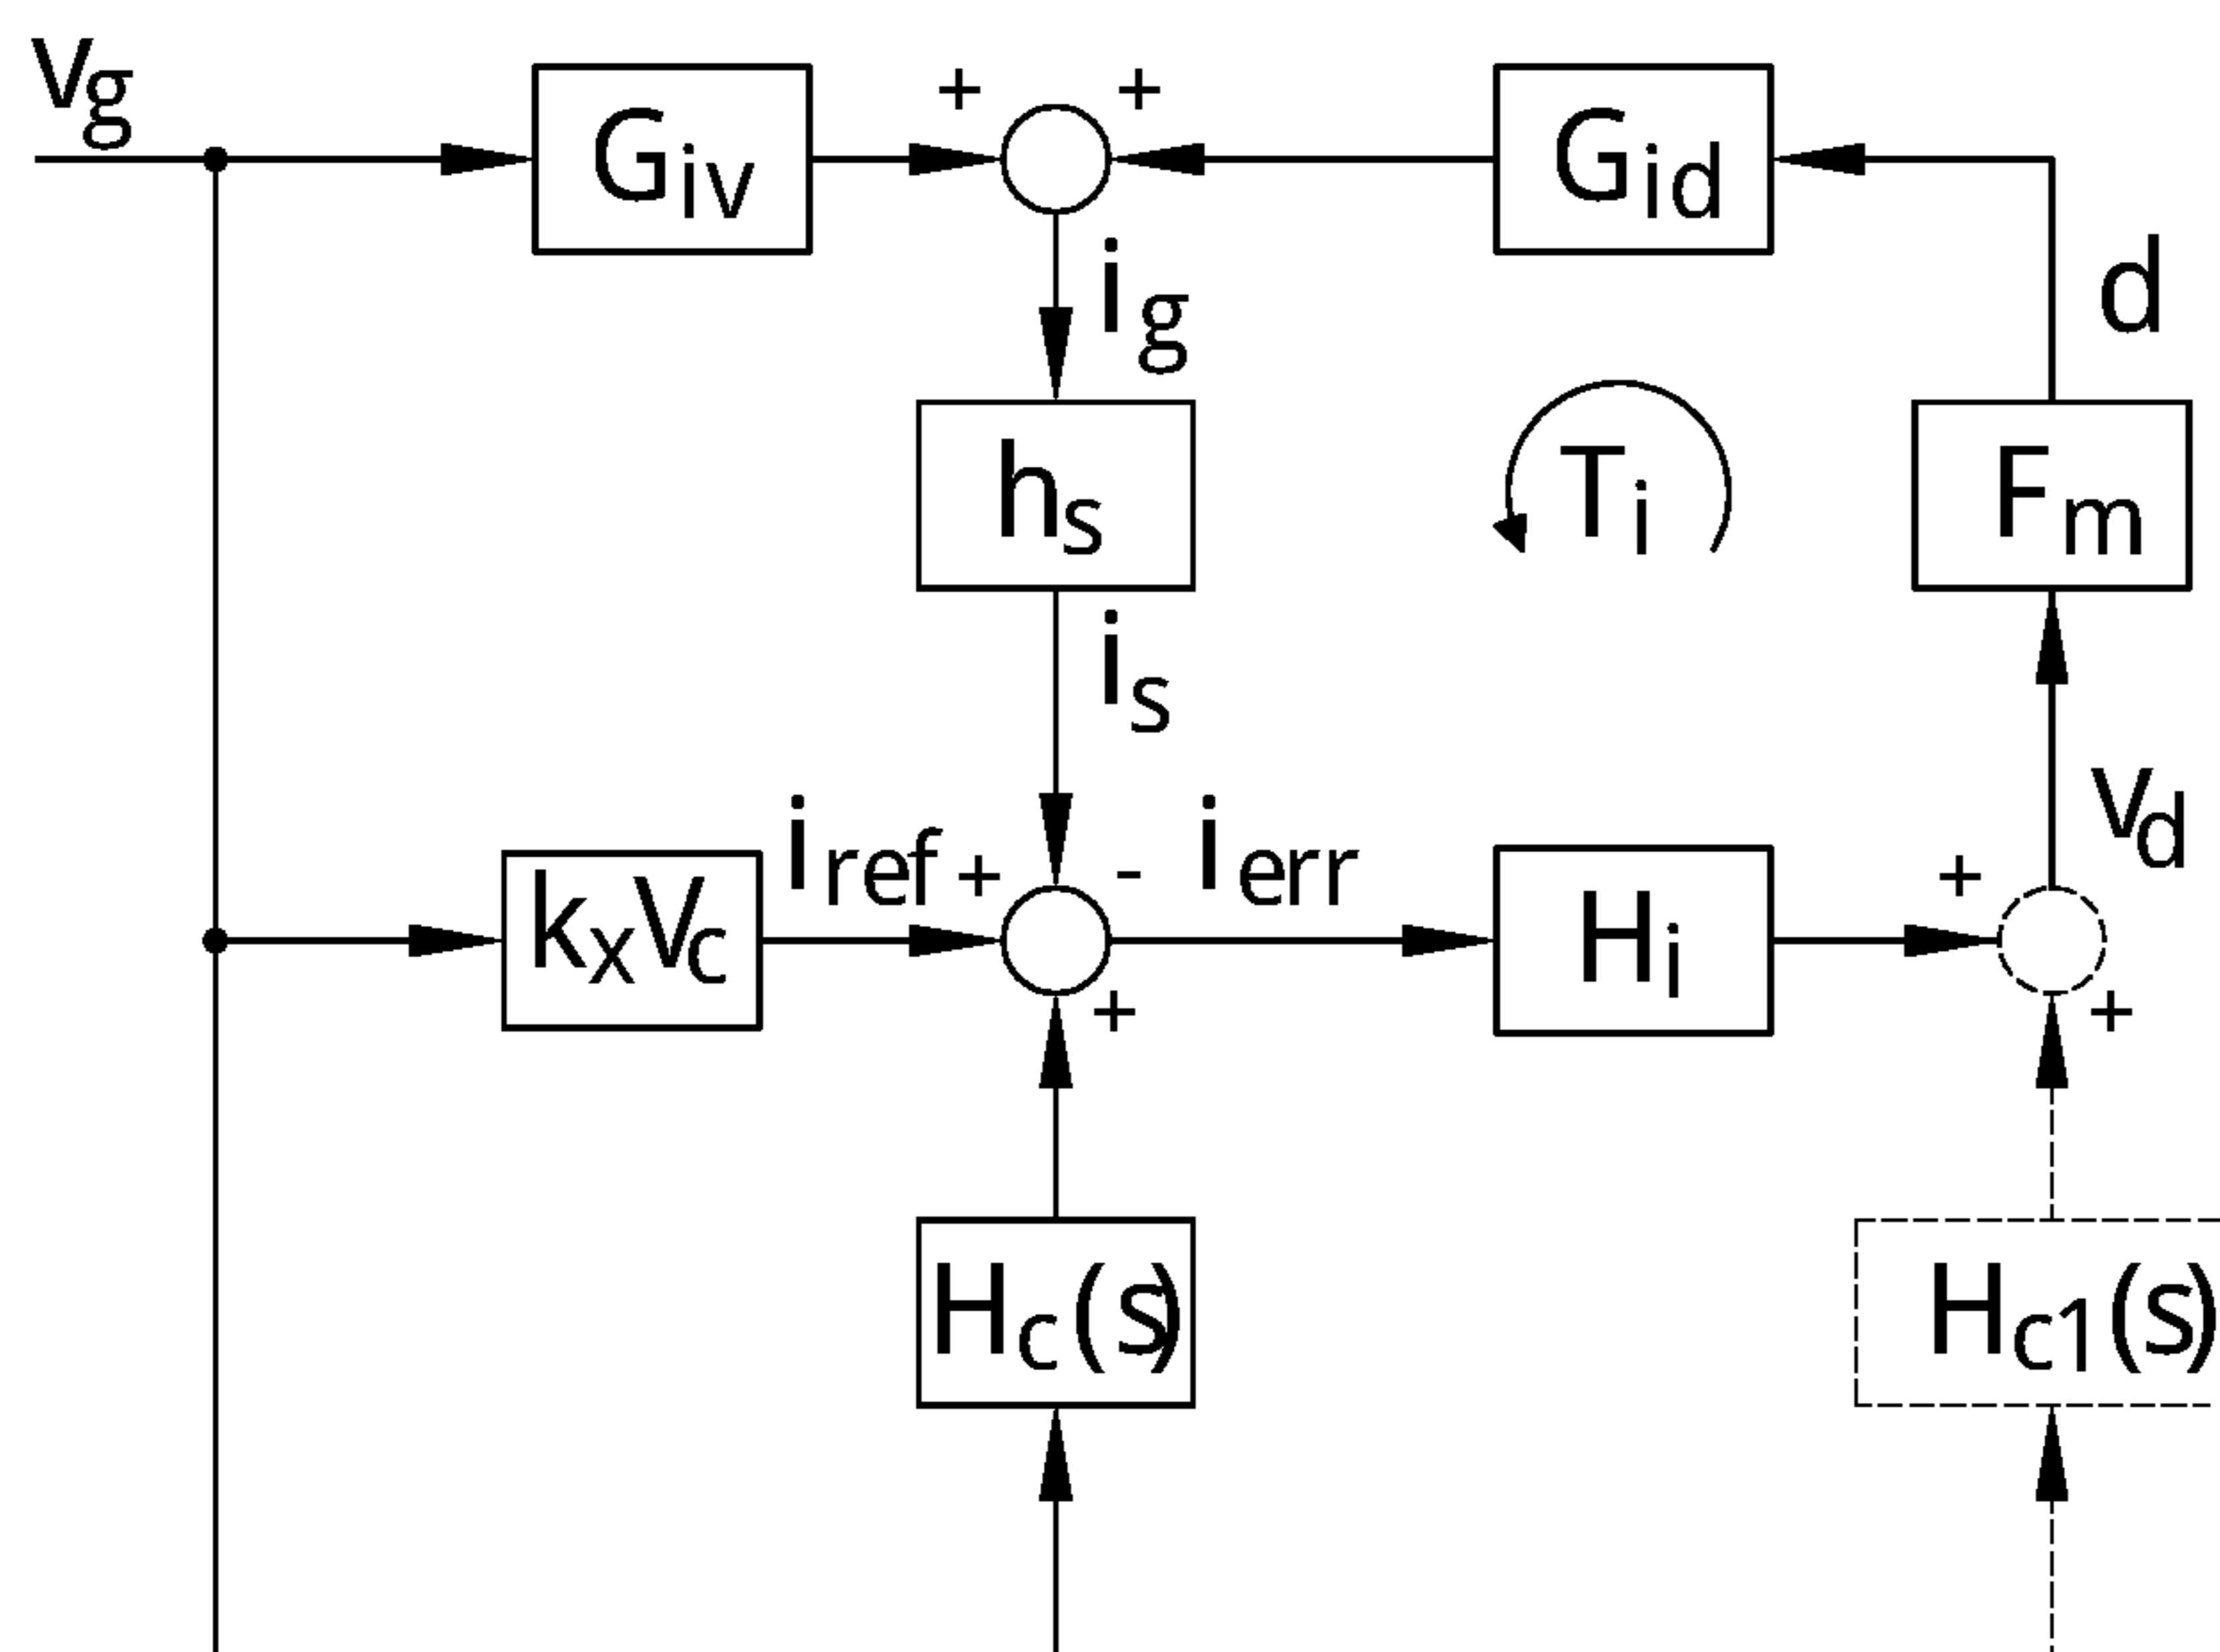 vg
Giv
+
+
Gid
ig
d
hs
Ti
Fm
is
vd
kxVc
iref
+
-
ierr
Hi
+
+
+
Hc(s)
Hc1(s)